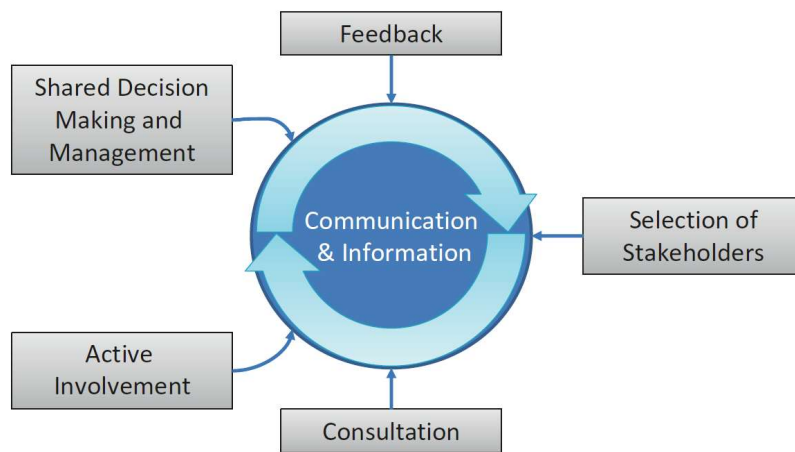 Feedback
Shared Decision
Making and
Management
Communication
& Information
Selection of
Stakeholders
Active
Involvement
Consultation